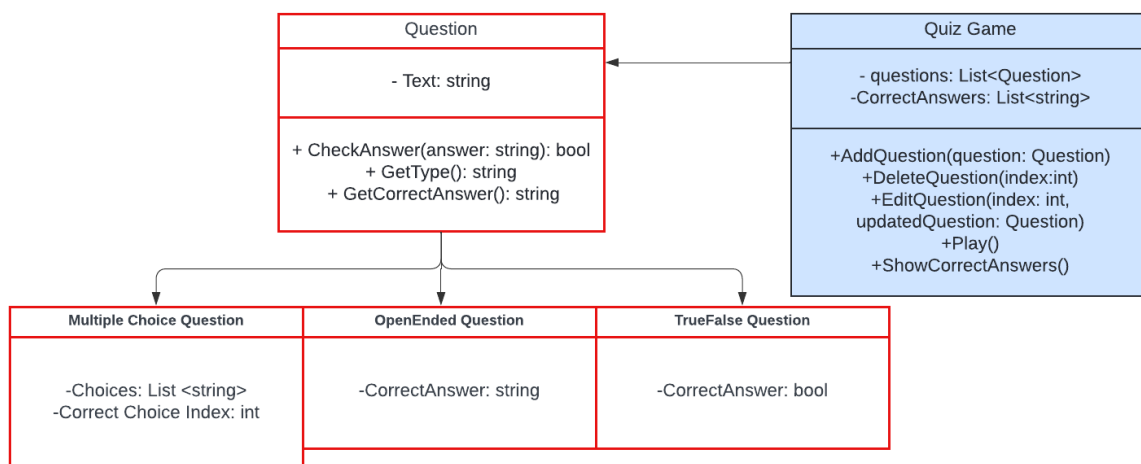 Question
- Text: string
+ CheckAnswer(answer: string): bool
+ GetType(): string
+ GetCorrectAnswer(): string
Quiz Game
- questions: List<Question>
-CorrectAnswers: List<string>
+AddQuestion(question: Question)
+DeleteQuestion(index:int)
+EditQuestion(index: int,
updatedQuestion: Question)
+Play()
+ShowCorrectAnswers()
Multiple Choice Question
-Choices: List <string>
-Correct Choice Index: int
OpenEnded Question
-CorrectAnswer: string
TrueFalse Question
-CorrectAnswer: bool